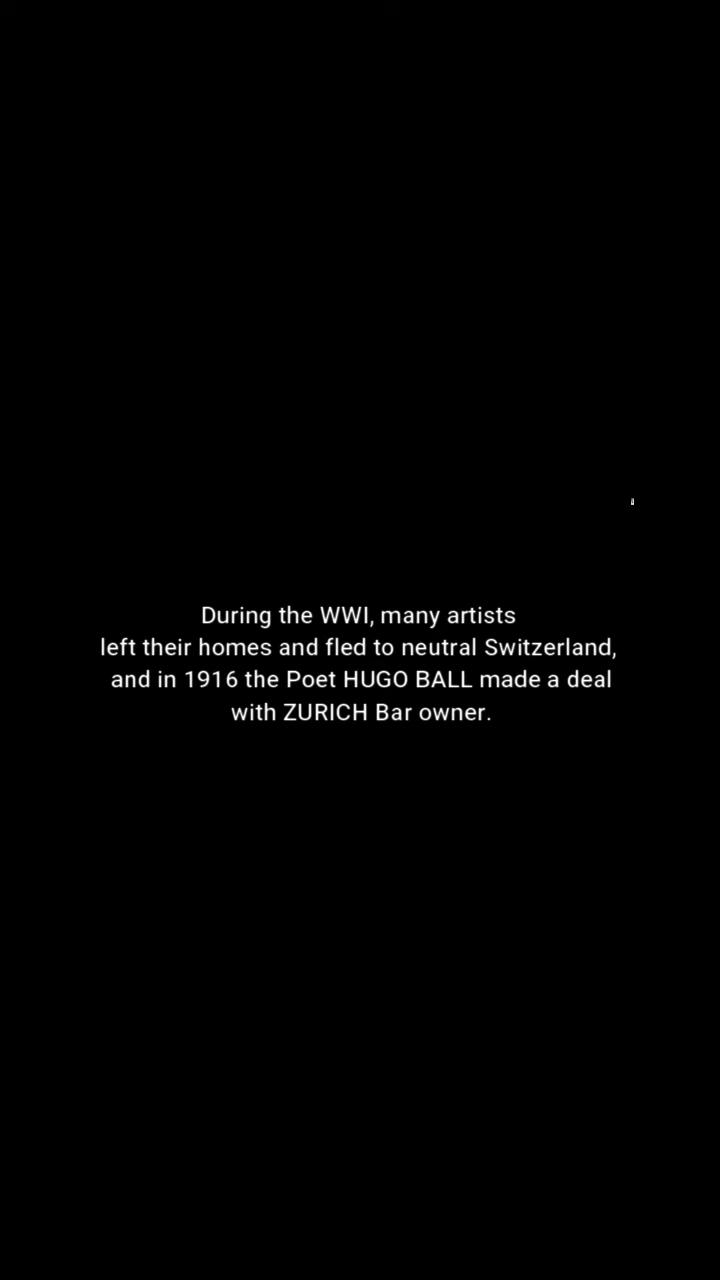 During the WWI, many artists
left their homes and fled to neutral Switzerland,
and in 1916 the Poet HUGO BALL made a deal
with ZURICH Bar owner.